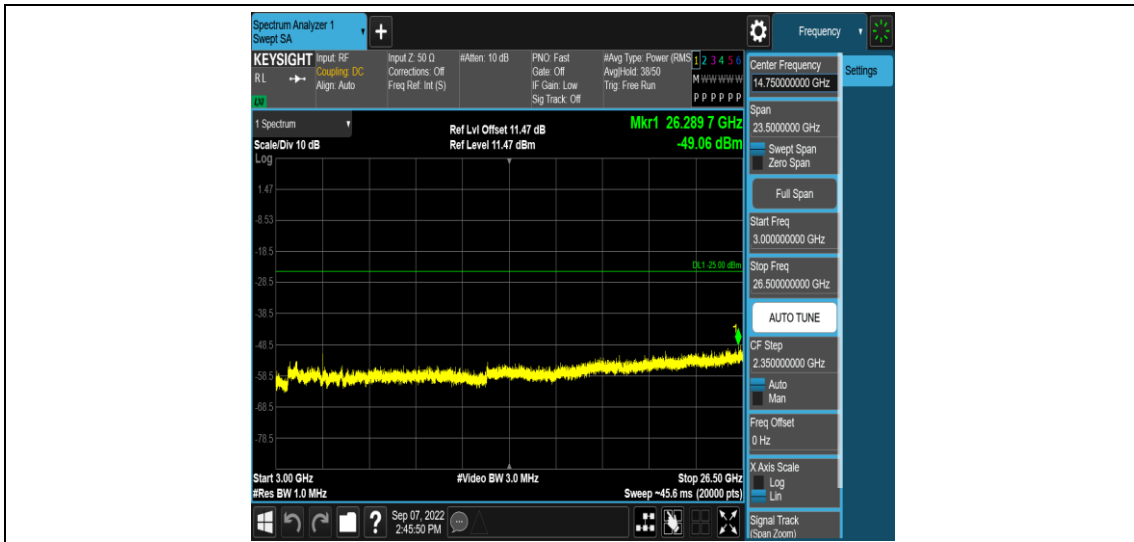 Spectrum Analyzer 1
Swept SA
+
Frequency
KEYSIGHT
RL
LM
Input: RF
Coupling: DC
Align: Auto
Input Z: 50 Ω
Corrections: Off
Freq Ref: Int (S)
#Atten: 10 dB
PNO: Fast
Gate: Off
IF Gain: Low
Sig Track: Off
#Avg Type: Power (RMS
Avg|Hold: 38/50
Trig: Free Run
1 2 3 4 5 6
M W W W W W
P P P P P P
1 Spectrum
Scale/Div 10 dB
Log
Ref Lvl Offset 11.47 dB
Ref Level 11.47 dBm
Mkr1 26.289 7 GHz
-49.06 dBm
1.47
-8.53
-18.5
DL1 -25.00 dBm
-28.5
-38.5
1
-48.5
-58.5
-68.5
-78.5
Start 3.00 GHz
#Video BW 3.0 MHz
Stop 26.50 GHz
#Res BW 1.0 MHz
Sweep ~45.6 ms (20000 pts)
?
Sep 07, 2022
2:45:50 PM
Center Frequency
14.750000000 GHz
Settings
Span
23.5000000 GHz
Swept Span
Zero Span
Full Span
Start Freq
3.000000000 GHz
Stop Freq
26.500000000 GHz
AUTO TUNE
CF Step
2.350000000 GHz
Auto
Man
Freq Offset
0 Hz
X Axis Scale
Log
Lin
Signal Track
(Span Zoom)